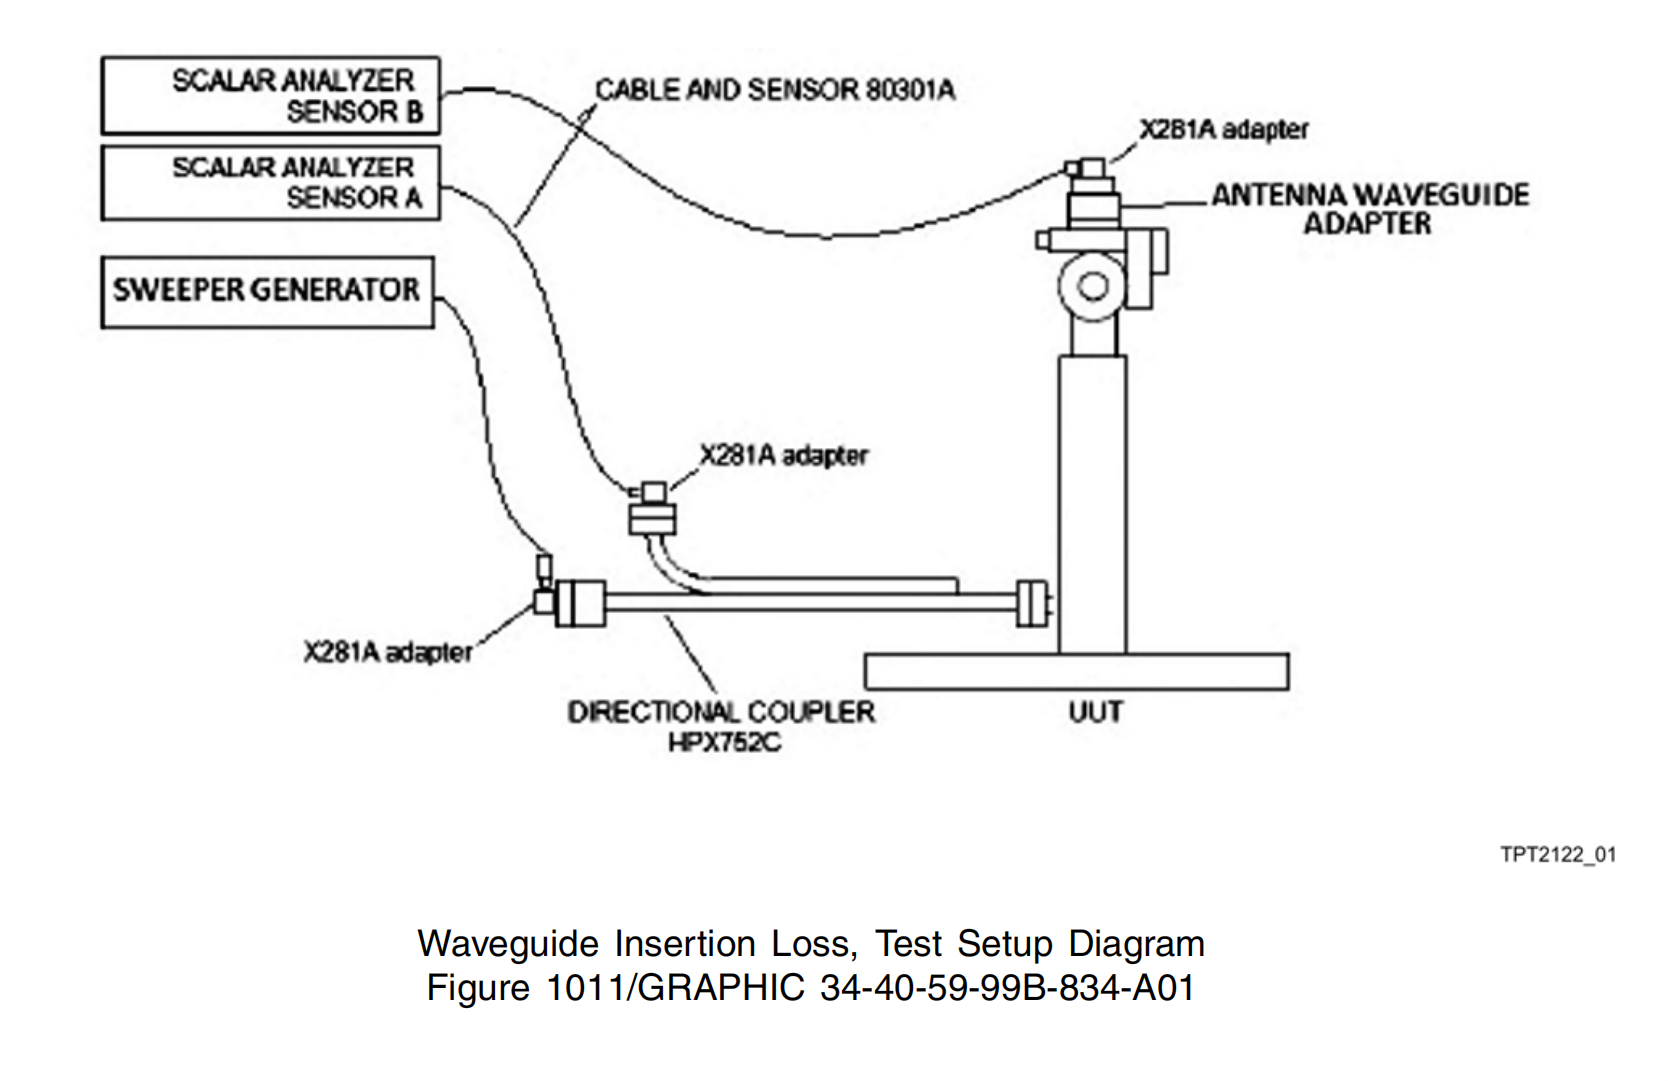 SCALAR ANALYZER
SENSOR B
CABLE AND SENSOR 80301A
X281A adapter
SCALAR ANALYZER
SENSOR A
ANTENNA WAVEGUIDE
ADAPTER
SWEEPER GENERATOR
X281A adapter
X281A adapter
DIRECTIONAL COUPLER
HPX752C
UUT
TPT2122_01
Waveguide Insertion Loss, Test Setup Diagram
Figure 1011/GRAPHIC 34-40-59-99B-834-A01